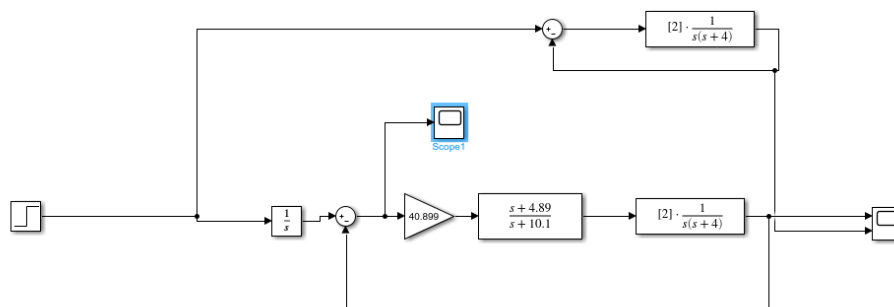 [2] · 1/(s(s + 4))
+
−
Scope1
1/s
+
−
40.899
(s + 4.89)/(s + 10.1)
[2] · 1/(s(s + 4))